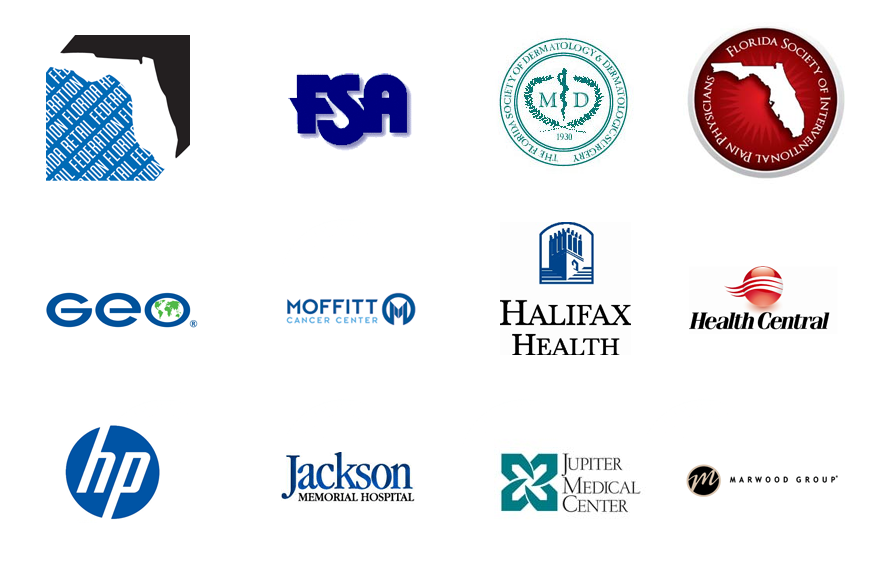 FLORIDA RETAIL FEDERATION
FSA
THE FLORIDA SOCIETY OF DERMATOLOGY & DERMATOLOGIC SURGERY
M D
1930
FLORIDA SOCIETY OF INTERVENTIONAL PAIN PHYSICIANS
GEO®
MOFFITT
CANCER CENTER M
HALIFAX
HEALTH
Health Central
hp
Jackson
MEMORIAL HOSPITAL
JUPITER
MEDICAL
CENTER
m MARWOOD GROUP